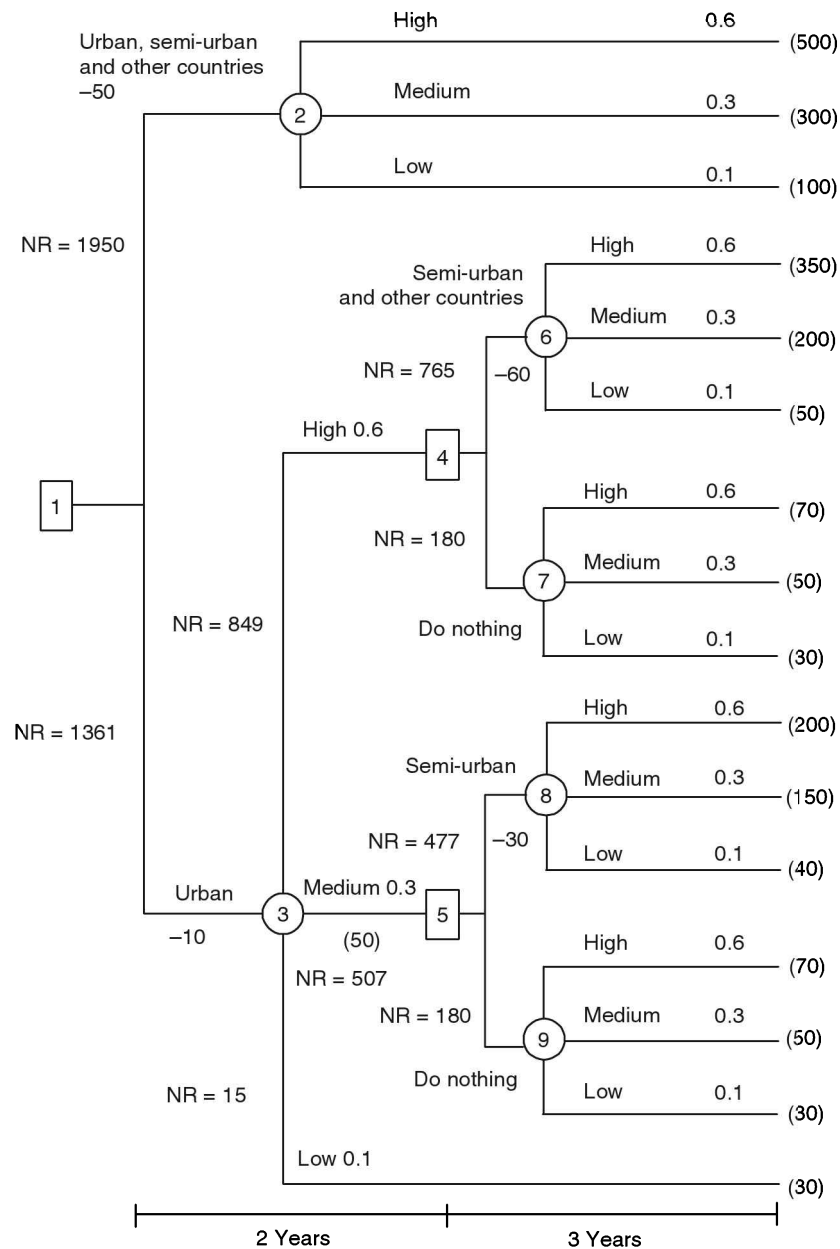 High 0.6
(500)
Urban, semi-urban
and other countries
–50
2
Medium
0.3
(300)
Low
0.1
(100)
NR = 1950
High 0.6
(350)
Semi-urban
and other countries
6
Medium 0.3
(200)
NR = 765
–60
Low 0.1
(50)
High 0.6
4
1
High 0.6
(70)
NR = 180
7
Medium 0.3
(50)
NR = 849
Do nothing
Low 0.1
(30)
NR = 1361
High 0.6
(200)
Semi-urban
8
Medium 0.3
(150)
NR = 477
–30
Low 0.1
(40)
Urban
–10
3
Medium 0.3
(50)
5
NR = 507
High 0.6
(70)
NR = 180
9
Medium 0.3
(50)
Do nothing
Low 0.1
(30)
NR = 15
Low 0.1
(30)
2 Years
3 Years